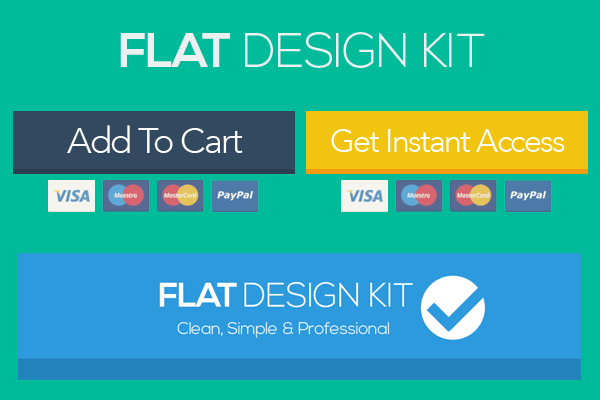 FLAT DESIGN KIT
Add To Cart
Get Instant Access
VISA Maestro MasterCard PayPal
VISA Maestro MasterCard PayPal
FLAT DESIGN KIT
Clean, Simple & Professional